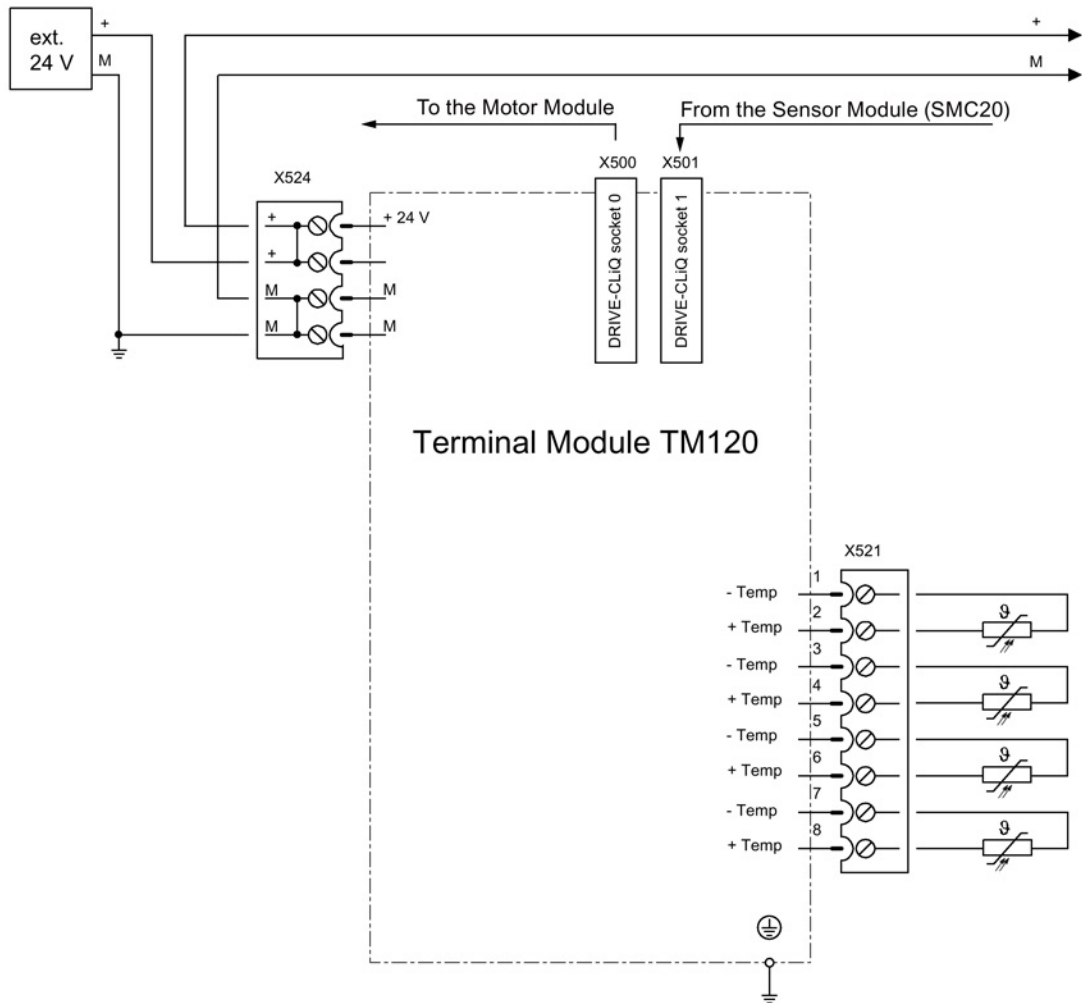 ext.
24 V
+
M
+
M
To the Motor Module
From the Sensor Module (SMC20)
X524
X500
X501
+
+ 24 V
+
M
M
M
M
DRIVE-CLiQ socket 0
DRIVE-CLiQ socket 1
Terminal Module TM120
X521
- Temp
1
ϑ
+ Temp
2
- Temp
3
ϑ
+ Temp
4
- Temp
5
ϑ
+ Temp
6
- Temp
7
ϑ
+ Temp
8